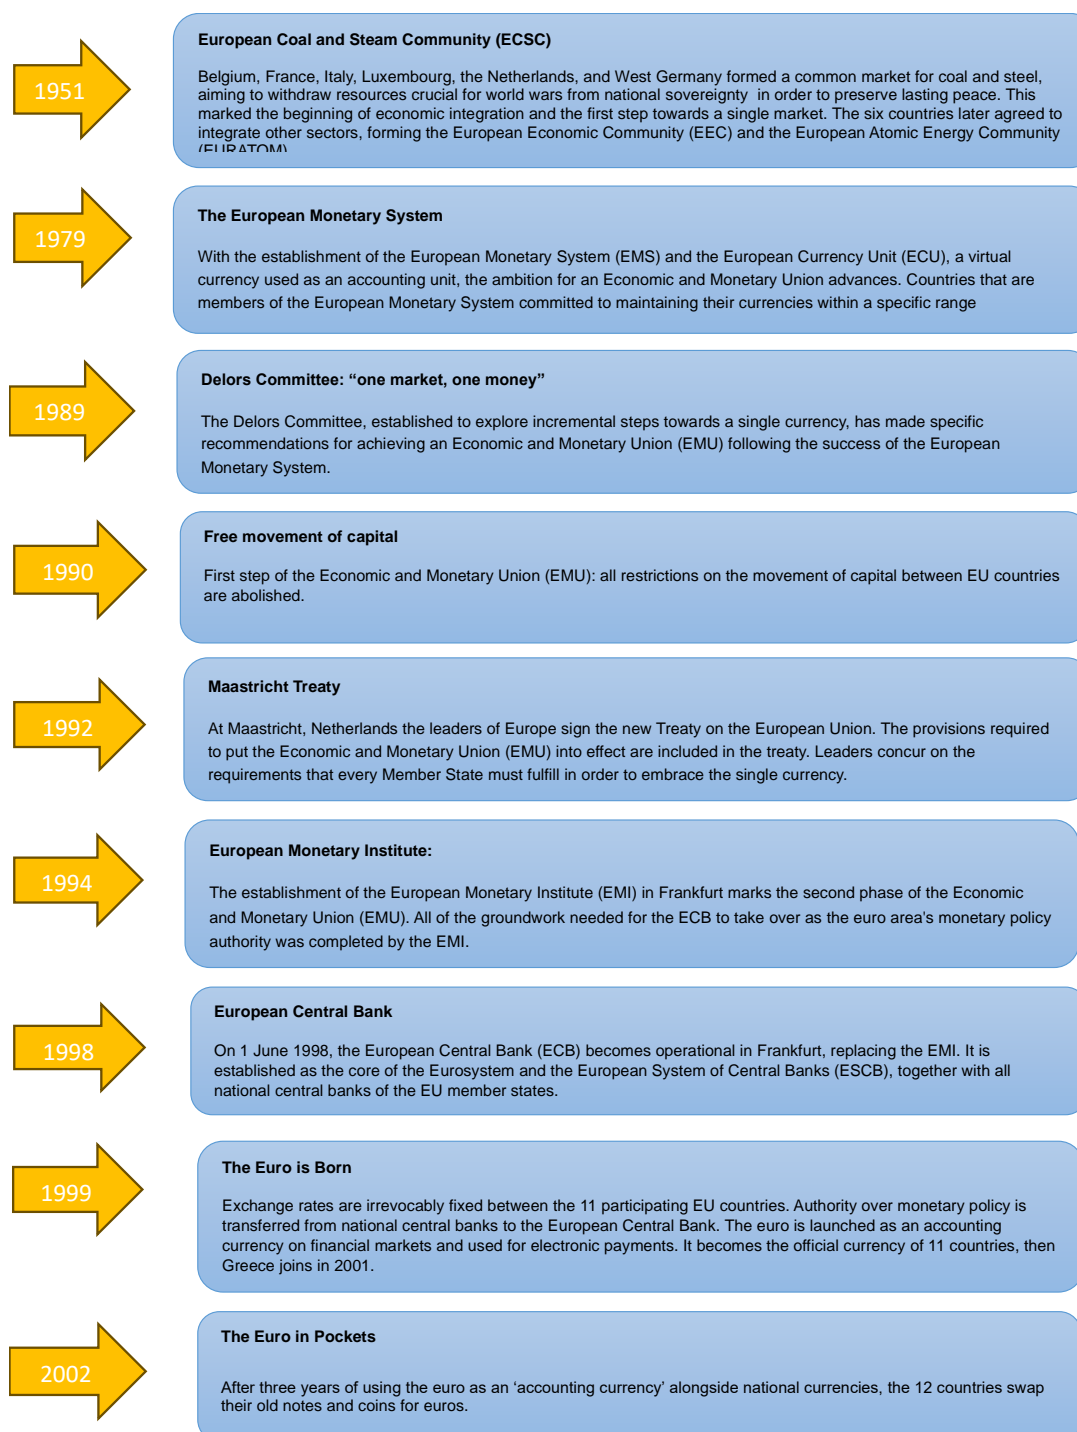 European Coal and Steam Community (ECSC)
1951
Belgium, France, Italy, Luxembourg, the Netherlands, and West Germany formed a common market for coal and steel,
aiming to withdraw resources crucial for world wars from national sovereignty in order to preserve lasting peace. This
marked the beginning of economic integration and the first step towards a single market. The six countries later agreed to
integrate other sectors, forming the European Economic Community (EEC) and the European Atomic Energy Community
(EURATOM)
1979
The European Monetary System
With the establishment of the European Monetary System (EMS) and the European Currency Unit (ECU), a virtual
currency used as an accounting unit, the ambition for an Economic and Monetary Union advances. Countries that are
members of the European Monetary System committed to maintaining their currencies within a specific range
1989
Delors Committee: “one market, one money”
The Delors Committee, established to explore incremental steps towards a single currency, has made specific
recommendations for achieving an Economic and Monetary Union (EMU) following the success of the European
Monetary System.
1990
Free movement of capital
First step of the Economic and Monetary Union (EMU): all restrictions on the movement of capital between EU countries
are abolished.
1992
Maastricht Treaty
At Maastricht, Netherlands the leaders of Europe sign the new Treaty on the European Union. The provisions required
to put the Economic and Monetary Union (EMU) into effect are included in the treaty. Leaders concur on the
requirements that every Member State must fulfill in order to embrace the single currency.
1994
European Monetary Institute:
The establishment of the European Monetary Institute (EMI) in Frankfurt marks the second phase of the Economic
and Monetary Union (EMU). All of the groundwork needed for the ECB to take over as the euro area's monetary policy
authority was completed by the EMI.
1998
European Central Bank
On 1 June 1998, the European Central Bank (ECB) becomes operational in Frankfurt, replacing the EMI. It is
established as the core of the Eurosystem and the European System of Central Banks (ESCB), together with all
national central banks of the EU member states.
1999
The Euro is Born
Exchange rates are irrevocably fixed between the 11 participating EU countries. Authority over monetary policy is
transferred from national central banks to the European Central Bank. The euro is launched as an accounting
currency on financial markets and used for electronic payments. It becomes the official currency of 11 countries, then
Greece joins in 2001.
2002
The Euro in Pockets
After three years of using the euro as an ‘accounting currency’ alongside national currencies, the 12 countries swap
their old notes and coins for euros.